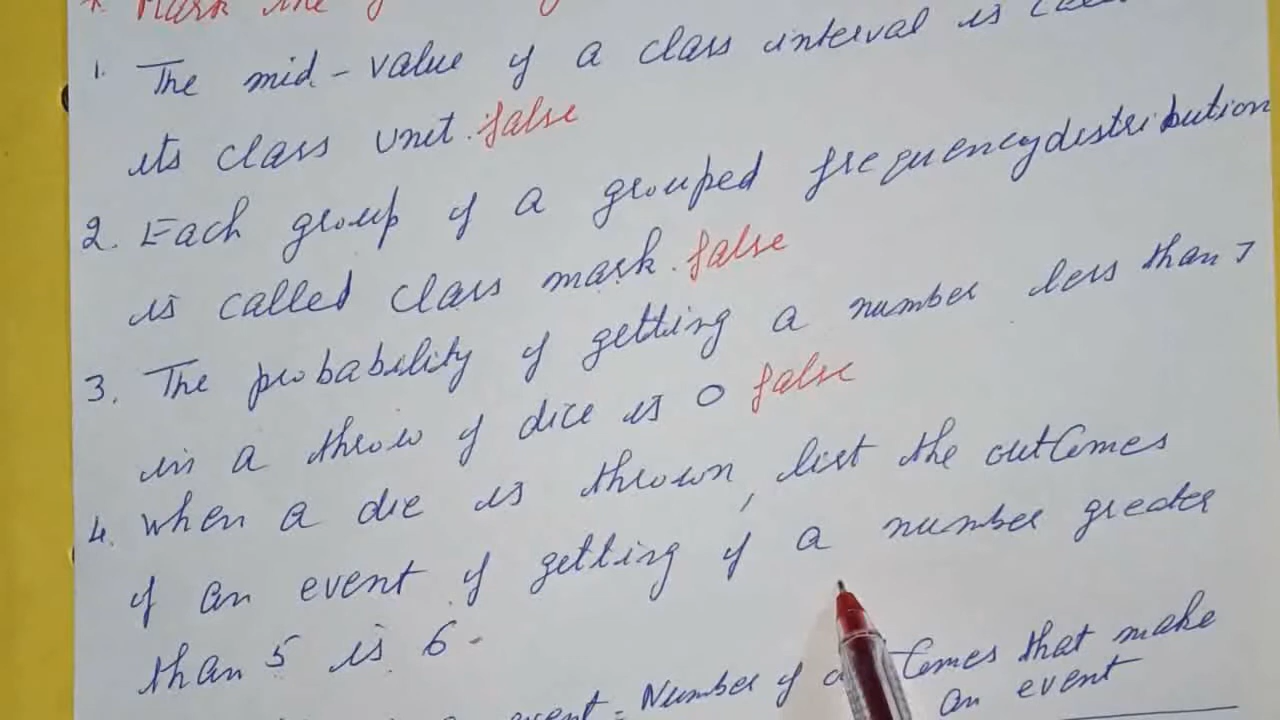 Mark the
1. The mid-value of a class interval is
its class unit. false
2. Each group of a grouped frequency distribution
is called class mark. false
3. The probability of getting a number less than 7
in a throw of dice is 0 false
4. When a die is thrown, list the outcomes
of an event of getting of a number greater
than 5 is 6.
event = Number of outcomes that make
an event